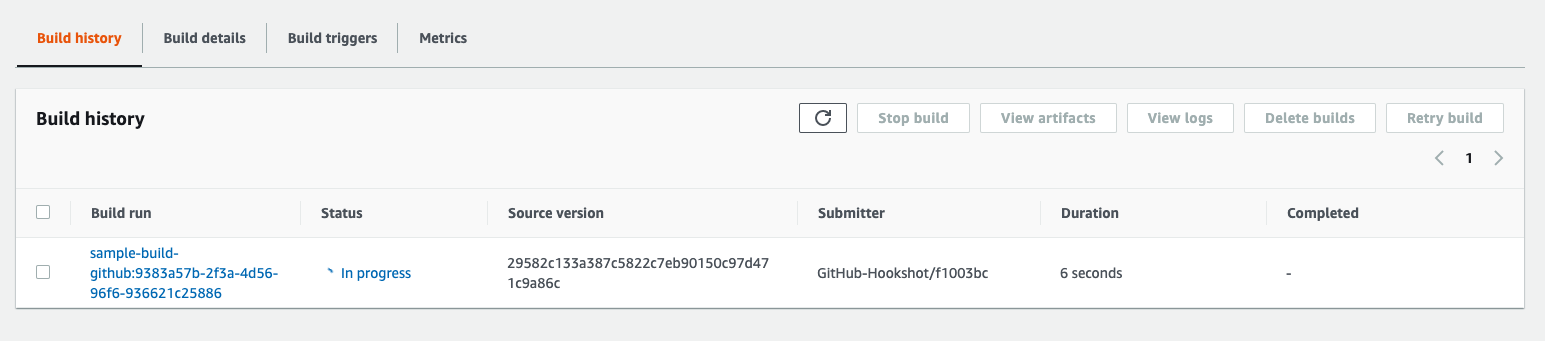 Build history Build details Build triggers Metrics
Build history Stop build View artifacts View logs Delete builds Retry build
1
Build run Status Source version Submitter Duration Completed
sample-build-
github:9383a57b-2f3a-4d56-
96f6-936621c25886
In progress
29582c133a387c5822c7eb90150c97d47
1c9a86c
GitHub-Hookshot/f1003bc
6 seconds
-